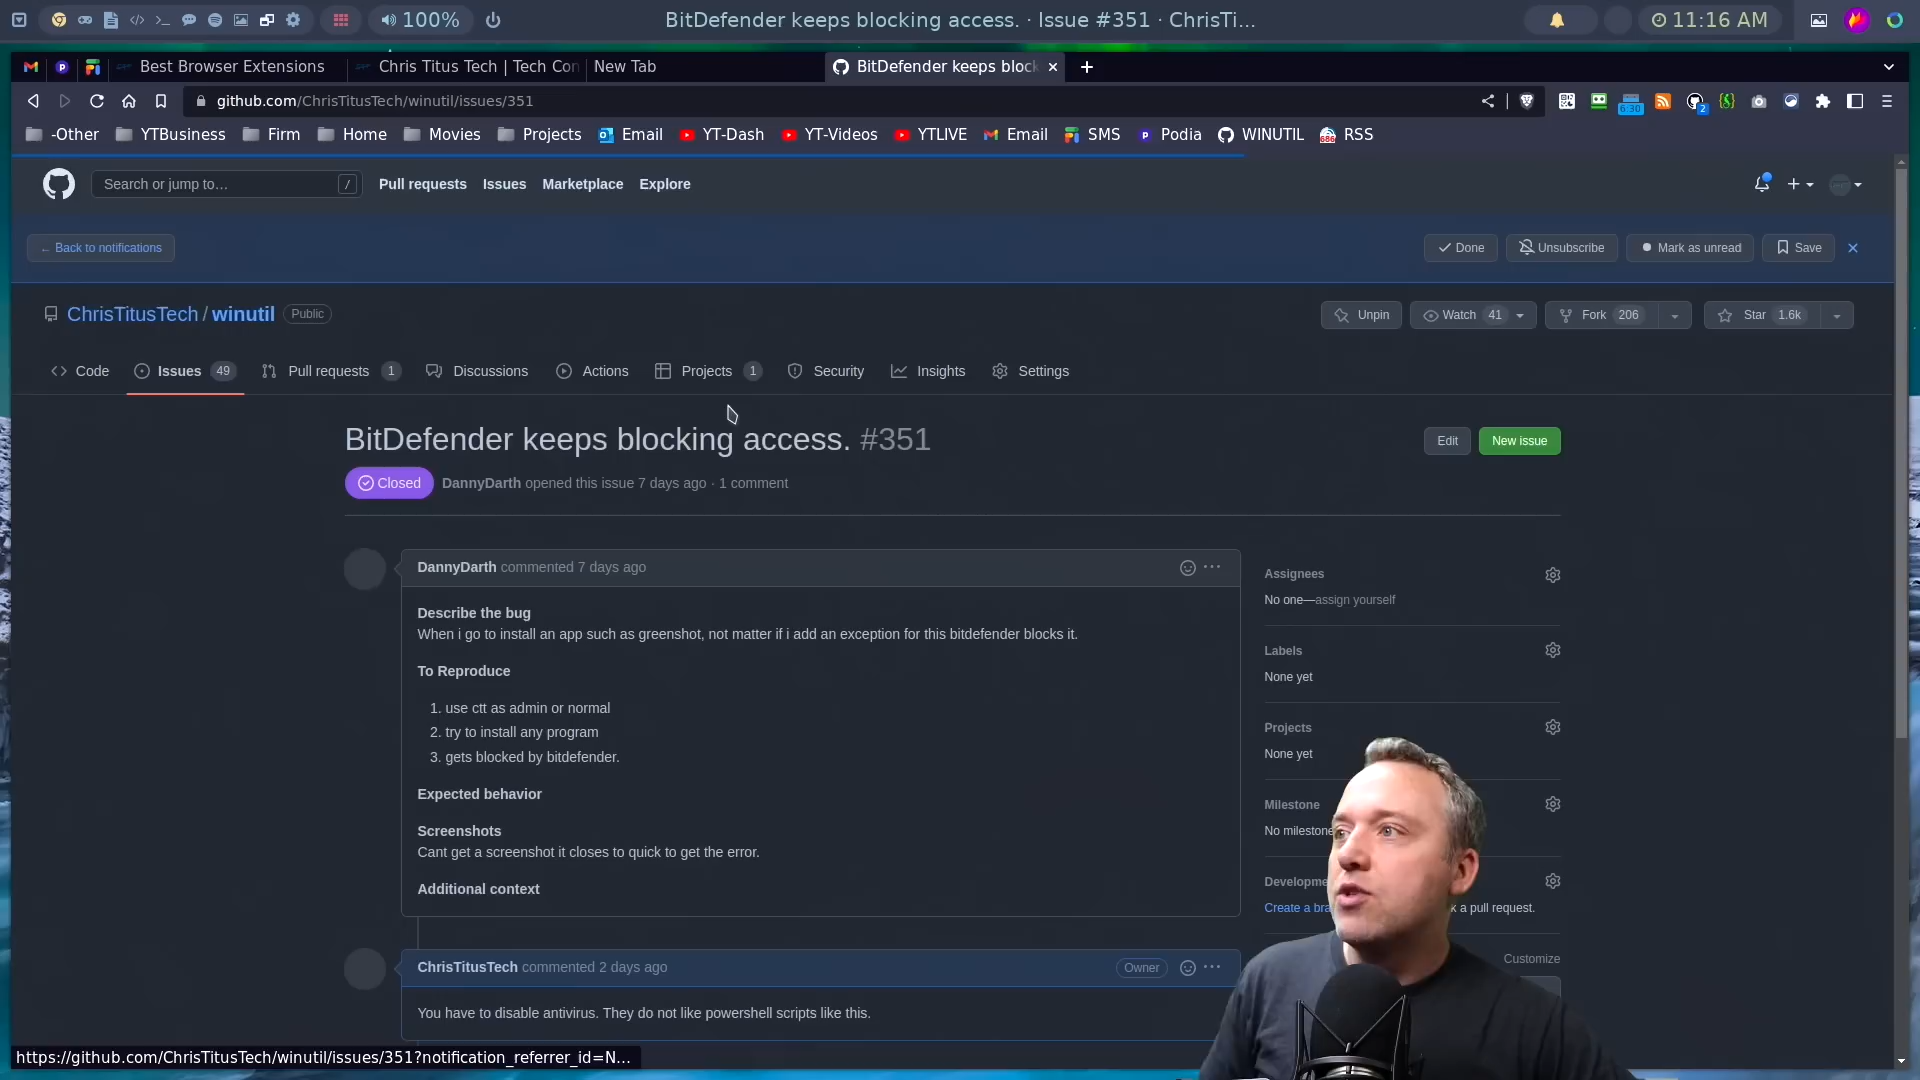 100%
BitDefender keeps blocking access. · Issue #351 · ChrisTi...
11:16 AM
Best Browser Extensions
Chris Titus Tech | Tech Con
New Tab
BitDefender keeps block
github.com/ChrisTitusTech/winutil/issues/351
6:30
2
-Other
YTBusiness
Firm
Home
Movies
Projects
Email
YT-Dash
YT-Videos
YTLIVE
Email
SMS
Podia
WINUTIL
686
RSS
Search or jump to…
/
Pull requests
Issues
Marketplace
Explore
← Back to notifications
Done
Unsubscribe
Mark as unread
Save
ChrisTitusTech / winutil
Public
Unpin
Watch 41
Fork 206
Star 1.6k
Code
Issues 49
Pull requests 1
Discussions
Actions
Projects 1
Security
Insights
Settings
BitDefender keeps blocking access. #351
Edit
New issue
Closed
DannyDarth opened this issue 7 days ago · 1 comment
DannyDarth commented 7 days ago
Describe the bug
When i go to install an app such as greenshot, not matter if i add an exception for this bitdefender blocks it.
To Reproduce
1. use ctt as admin or normal
2. try to install any program
3. gets blocked by bitdefender.
Expected behavior
Screenshots
Cant get a screenshot it closes to quick to get the error.
Additional context
Assignees
No one—assign yourself
Labels
None yet
Projects
None yet
Milestone
No milestone
Developme
Create a bra
k a pull request.
Customize
ChrisTitusTech commented 2 days ago
Owner
You have to disable antivirus. They do not like powershell scripts like this.
https://github.com/ChrisTitusTech/winutil/issues/351?notification_referrer_id=N...